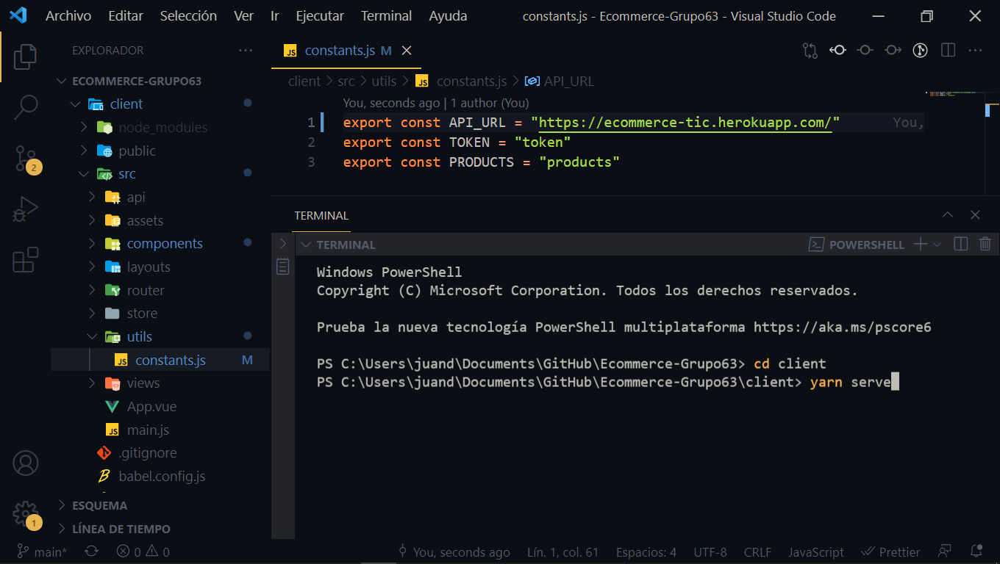 Archivo Editar Selección Ver Ir Ejecutar Terminal Ayuda constants.js - Ecommerce-Grupo63 - Visual Studio Code
EXPLORADOR
ECOMMERCE-GRUPO63
client
node_modules
public
src
api
assets
components
layouts
router
store
utils
JS constants.js M
views
App.vue
JS main.js
.gitignore
babel.config.js
ESQUEMA
LÍNEA DE TIEMPO
2
1
JS constants.js M
client > src > utils > JS constants.js > API_URL
You, seconds ago | 1 author (You)
1 export const API_URL = "https://ecommerce-tic.herokuapp.com/" You,
2 export const TOKEN = "token"
3 export const PRODUCTS = "products"
TERMINAL
TERMINAL POWERSHELL
Windows PowerShell
Copyright (C) Microsoft Corporation. Todos los derechos reservados.
Prueba la nueva tecnología PowerShell multiplataforma https://aka.ms/pscore6
PS C:\Users\juand\Documents\GitHub\Ecommerce-Grupo63> cd client
PS C:\Users\juand\Documents\GitHub\Ecommerce-Grupo63\client> yarn serve
main* 0 0 You, seconds ago Lín. 1, col. 61 Espacios: 4 UTF-8 CRLF JavaScript Prettier